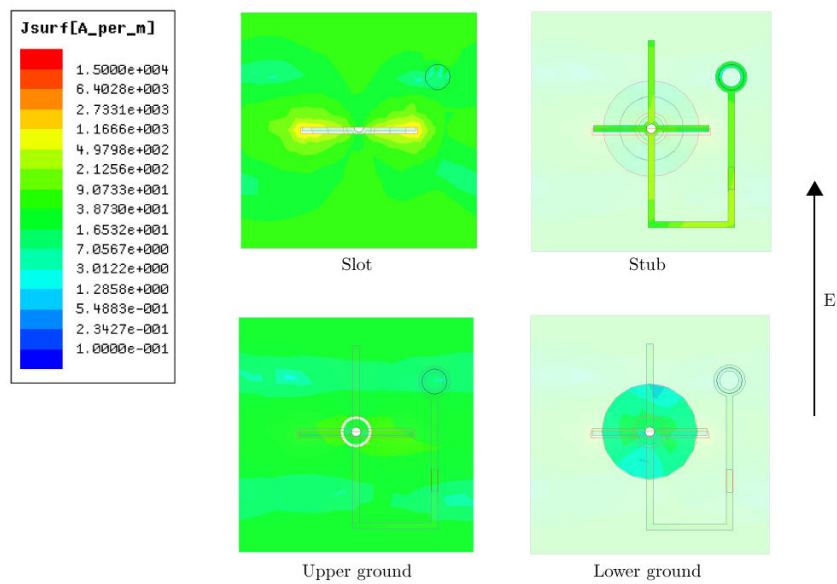 Jsurf[A_per_m]
1.5000e+004
6.4028e+003
2.7331e+003
1.1666e+003
4.9798e+002
2.1256e+002
9.0733e+001
3.8730e+001
1.6532e+001
7.0567e+000
3.0122e+000
1.2858e+000
5.4883e-001
2.3427e-001
1.0000e-001
Slot
Stub
E
Upper ground
Lower ground